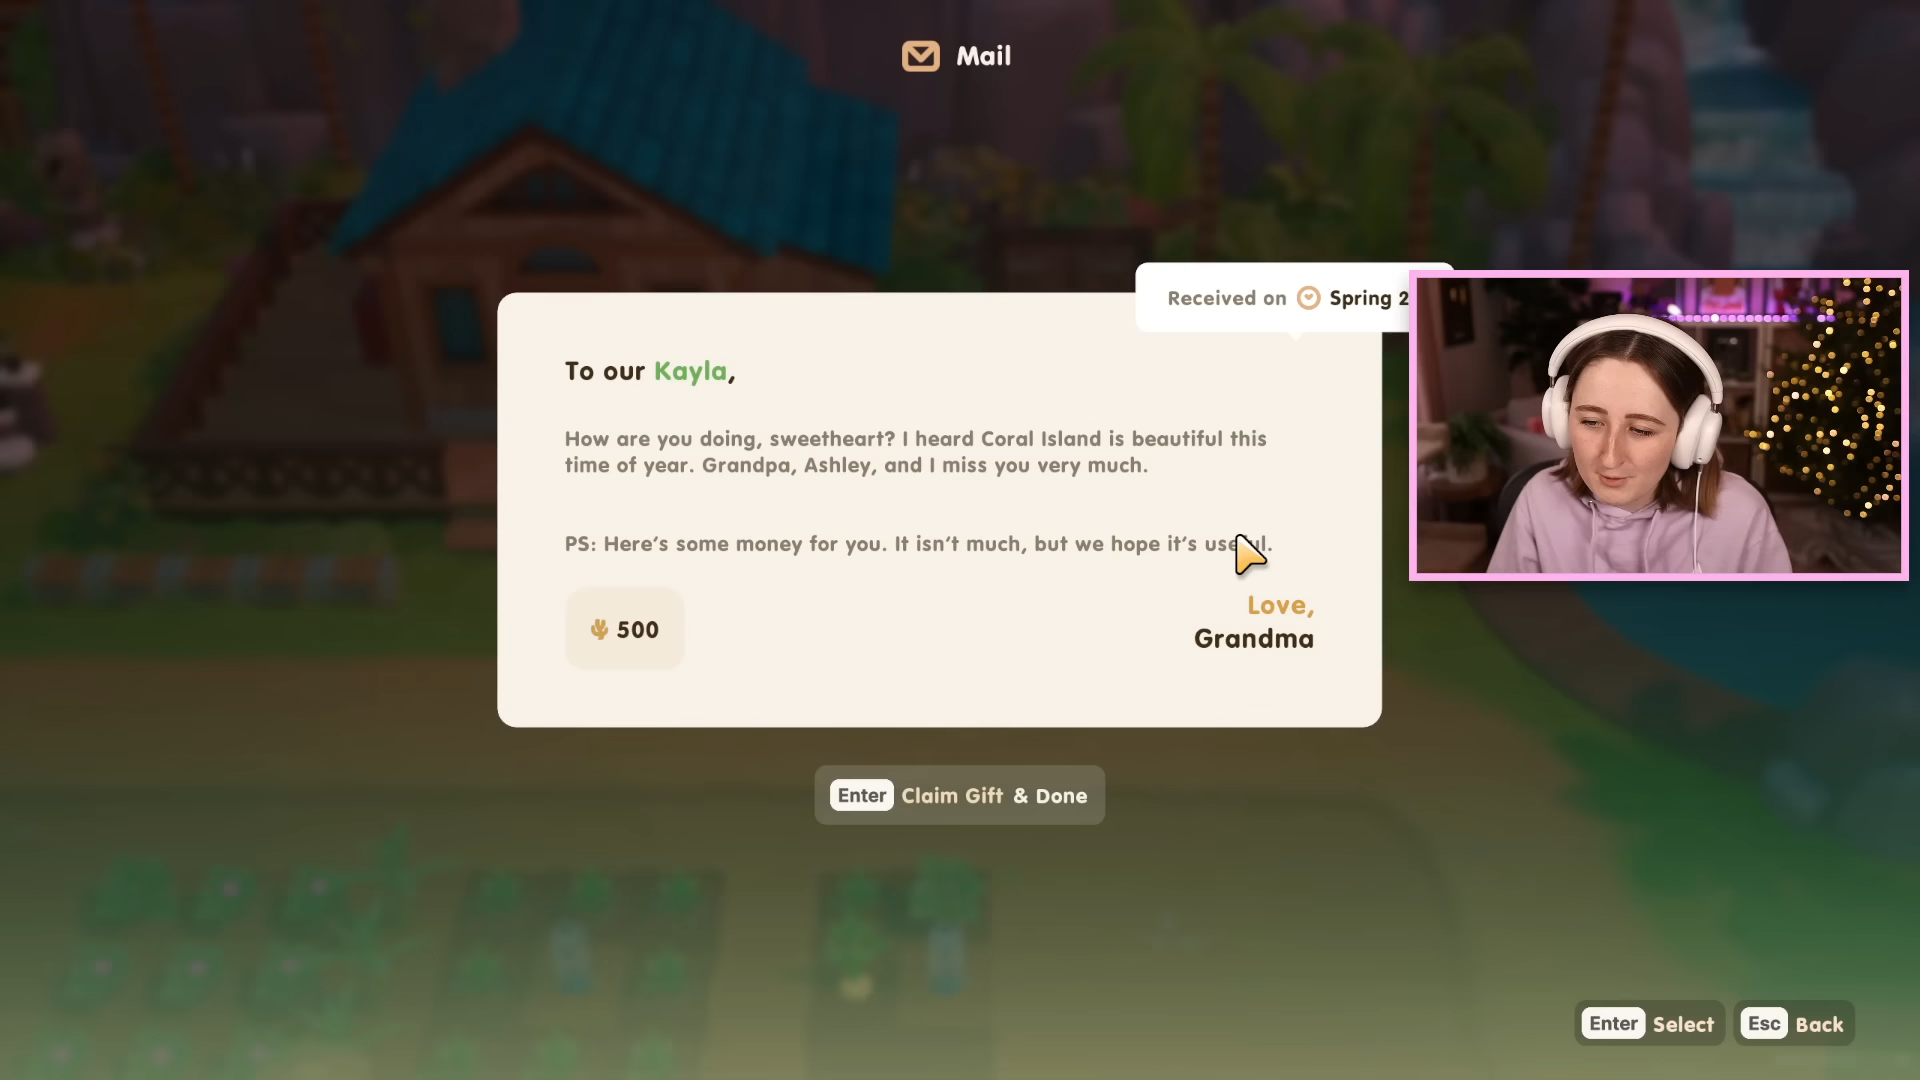 Mail
Received on Spring 2
To our Kayla,
How are you doing, sweetheart? I heard Coral Island is beautiful this
time of year. Grandpa, Ashley, and I miss you very much.
PS: Here's some money for you. It isn't much, but we hope it's useful.
500
Love,
Grandma
Enter Claim Gift & Done
Enter Select Esc Back